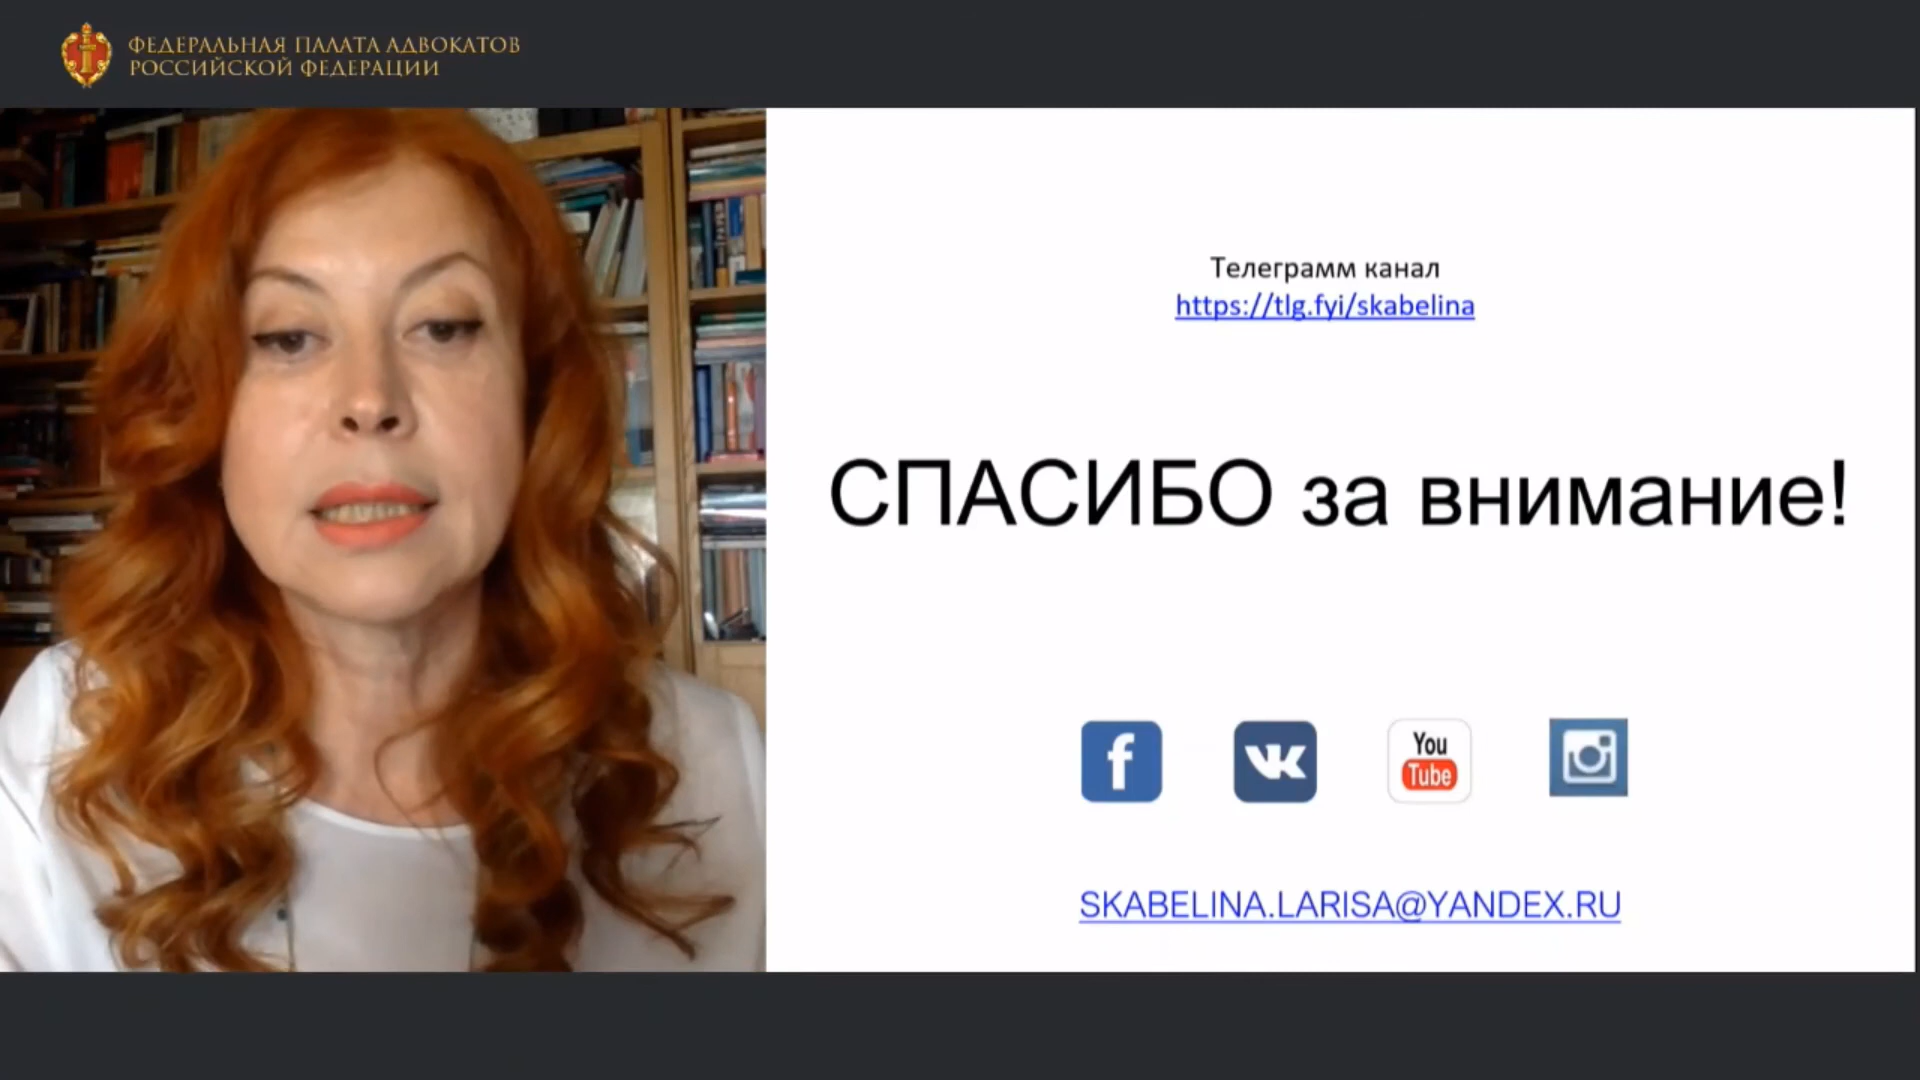 ФЕДЕРАЛЬНАЯ ПАЛАТА АДВОКАТОВ
РОССИЙСКОЙ ФЕДЕРАЦИИ
Телеграмм канал
https://tlg.fyi/skabelina
СПАСИБО за внимание!
f
VK
You
Tube
SKABELINA.LARISA@YANDEX.RU